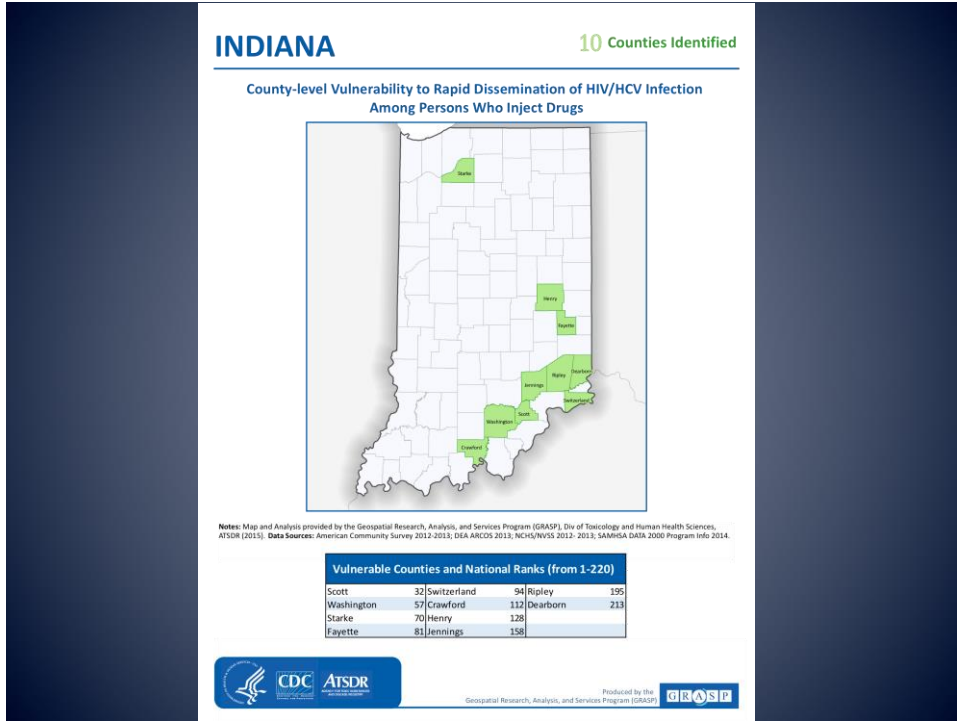 INDIANA
10 Counties Identified
County-level Vulnerability to Rapid Dissemination of HIV/HCV Infection
Among Persons Who Inject Drugs
Starke
Henry
Fayette
Dearborn
Ripley
Jennings
Switzerland
Scott
Washington
Crawford
Notes: Map and Analysis provided by the Geospatial Research, Analysis, and Services Program (GRASP), Div of Toxicology and Human Health Sciences,
ATSDR (2015). Data Sources: American Community Survey 2012-2013; DEA ARCOS 2013; NCHS/NVSS 2012- 2013; SAMHSA DATA 2000 Program Info 2014.
Vulnerable Counties and National Ranks (from 1-220)
Scott 32 Switzerland 94 Ripley 195
Washington 57 Crawford 112 Dearborn 213
Starke 70 Henry 128
Fayette 81 Jennings 158
CDC ATSDR
Produced by the
Geospatial Research, Analysis, and Services Program (GRASP)
GRASP